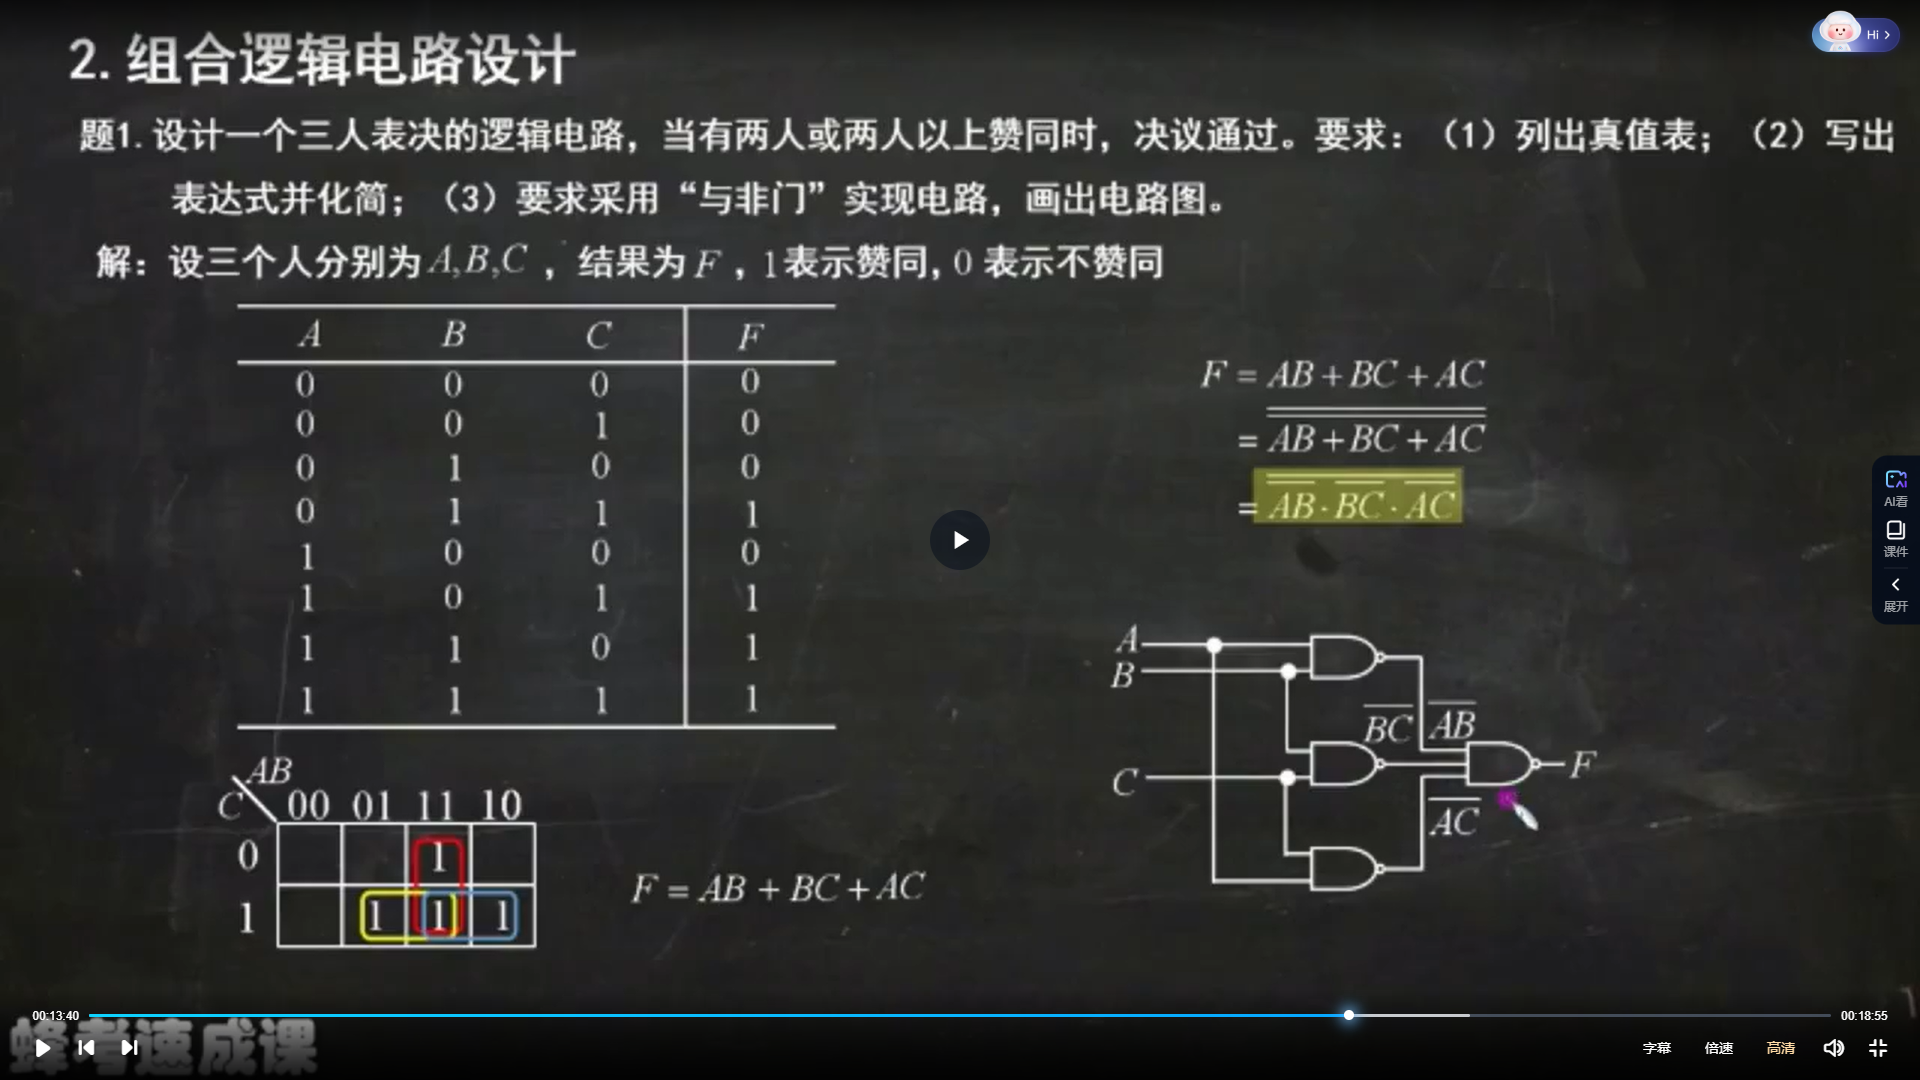 Hi
2. 组合逻辑电路设计
题1. 设计一个三人表决的逻辑电路，当有两人或两人以上赞同时，决议通过。要求：（1）列出真值表；（2）写出
表达式并化简；（3）要求采用“与非门”实现电路，画出电路图。
解：设三个人分别为 A,B,C ，结果为 F ，1表示赞同, 0 表示不赞同
A B C F
0 0 0 0
0 0 1 0
0 1 0 0
0 1 1 1
1 0 0 0
1 0 1 1
1 1 0 1
1 1 1 1
AB
C 00 01 11 10
0 1
1 1 1 1
F = AB + BC + AC
F = AB + BC + AC
= \overline{\overline{AB + BC + AC}}
= \overline{\overline{AB} · \overline{BC} · \overline{AC}}
A
B
C
\overline{BC} \overline{AB}
F
\overline{AC}
AI看
课件
展开
00:13:40
00:18:55
蜂考速成课
字幕 倍速 高清